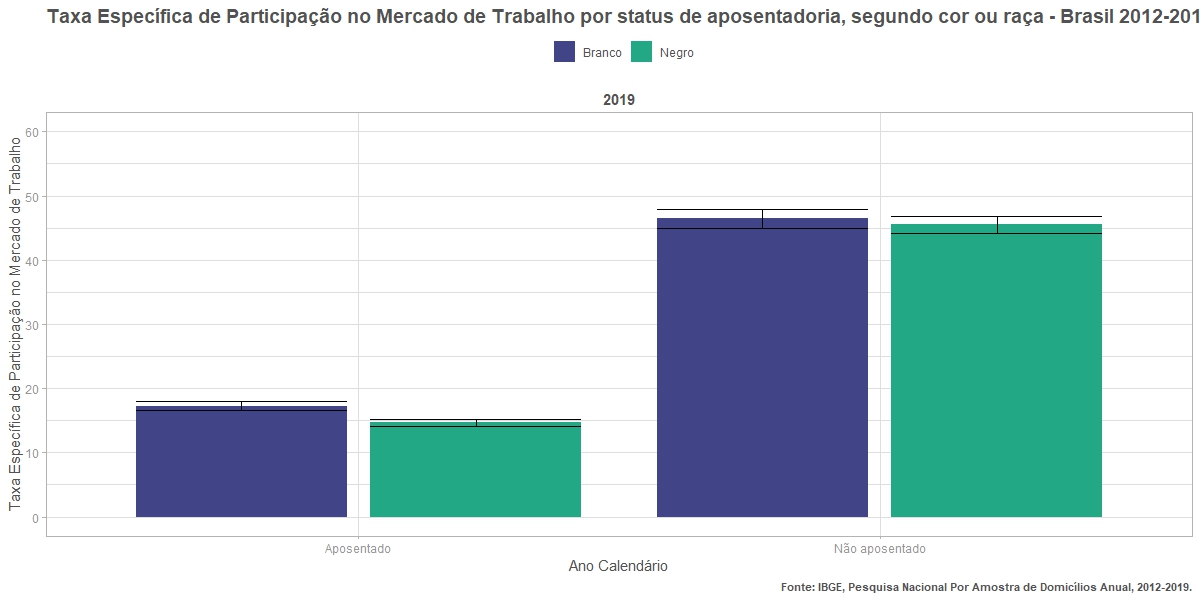 Taxa Específica de Participação no Mercado de Trabalho por status de aposentadoria, segundo cor ou raça - Brasil 2012-201
Branco Negro
2019
Taxa Específica de Participação no Mercado de Trabalho
60
50
40
30
20
10
0
Aposentado Não aposentado
Ano Calendário
Fonte: IBGE, Pesquisa Nacional Por Amostra de Domicílios Anual, 2012-2019.